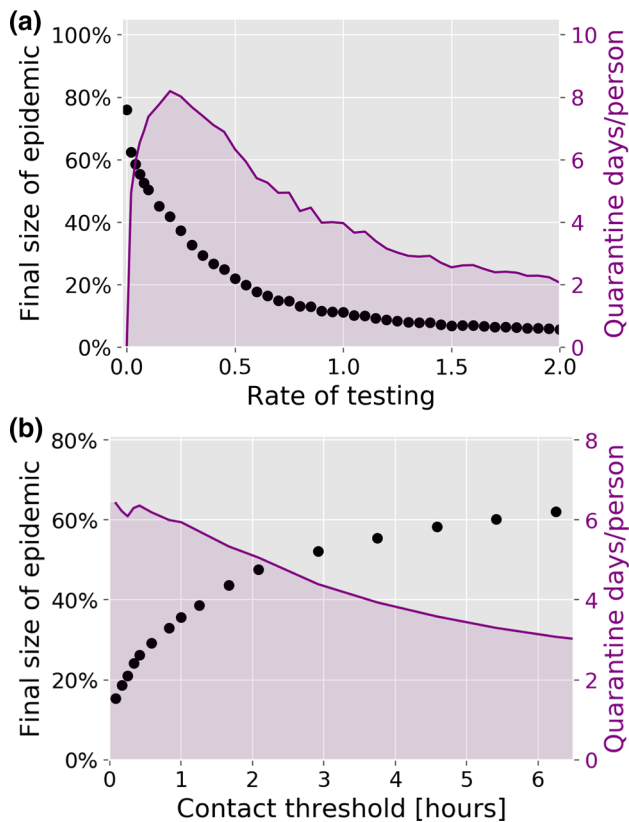 (a)
100%
80%
60%
40%
20%
0%
Final size of epidemic
10
8
6
4
2
0
Quarantine days/person
0.0 0.5 1.0 1.5 2.0
Rate of testing
(b)
80%
60%
40%
20%
0%
Final size of epidemic
8
6
4
2
0
Quarantine days/person
0 1 2 3 4 5 6
Contact threshold [hours]